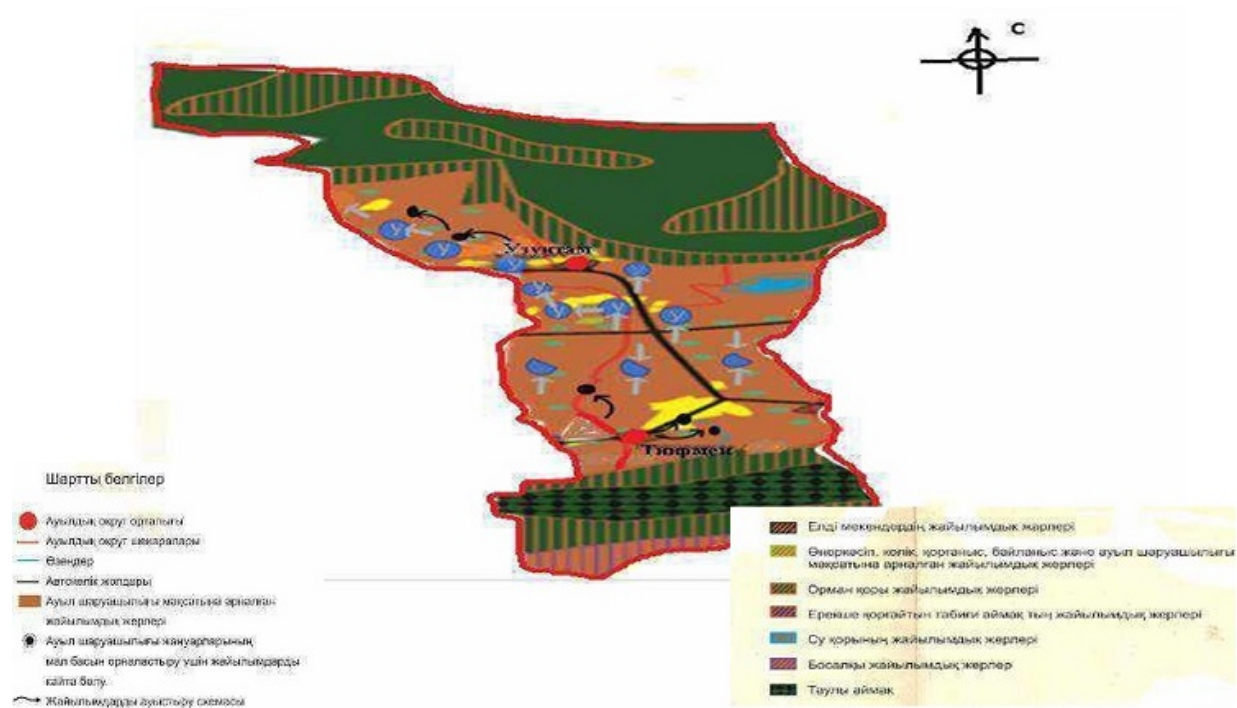 С
Узунтам
Тюфмен
У
У
У
У
У
У
Шартты белгілер
Ауылдық округ орталығы
Ауылдық округ шекаралары
Өзендер
Автокөлік жолдары
Ауыл шаруашылығы мақсатына арналған
жайылымдық жерлері
Ауыл шаруашылығы жануарларының
мал басын орналастыру үшін жайылымдарды
қайта бөлу.
Жайылымдарды ауыстыру схемасы
Елді мекендердің жайылымдық жерлері
Өнеркәсіп, көлік, қорғаныс, байланыс және ауыл шаруашылығы
мақсатына арналған жайылымдық жерлері
Орман қоры жайылымдық жерлері
Ерекше қорғайтын табиғи аймақ тың жайылымдық жерлері
Су қорының жайылымдық жерлері
Босалқы жайылымдық жерлер
Таулы аймақ